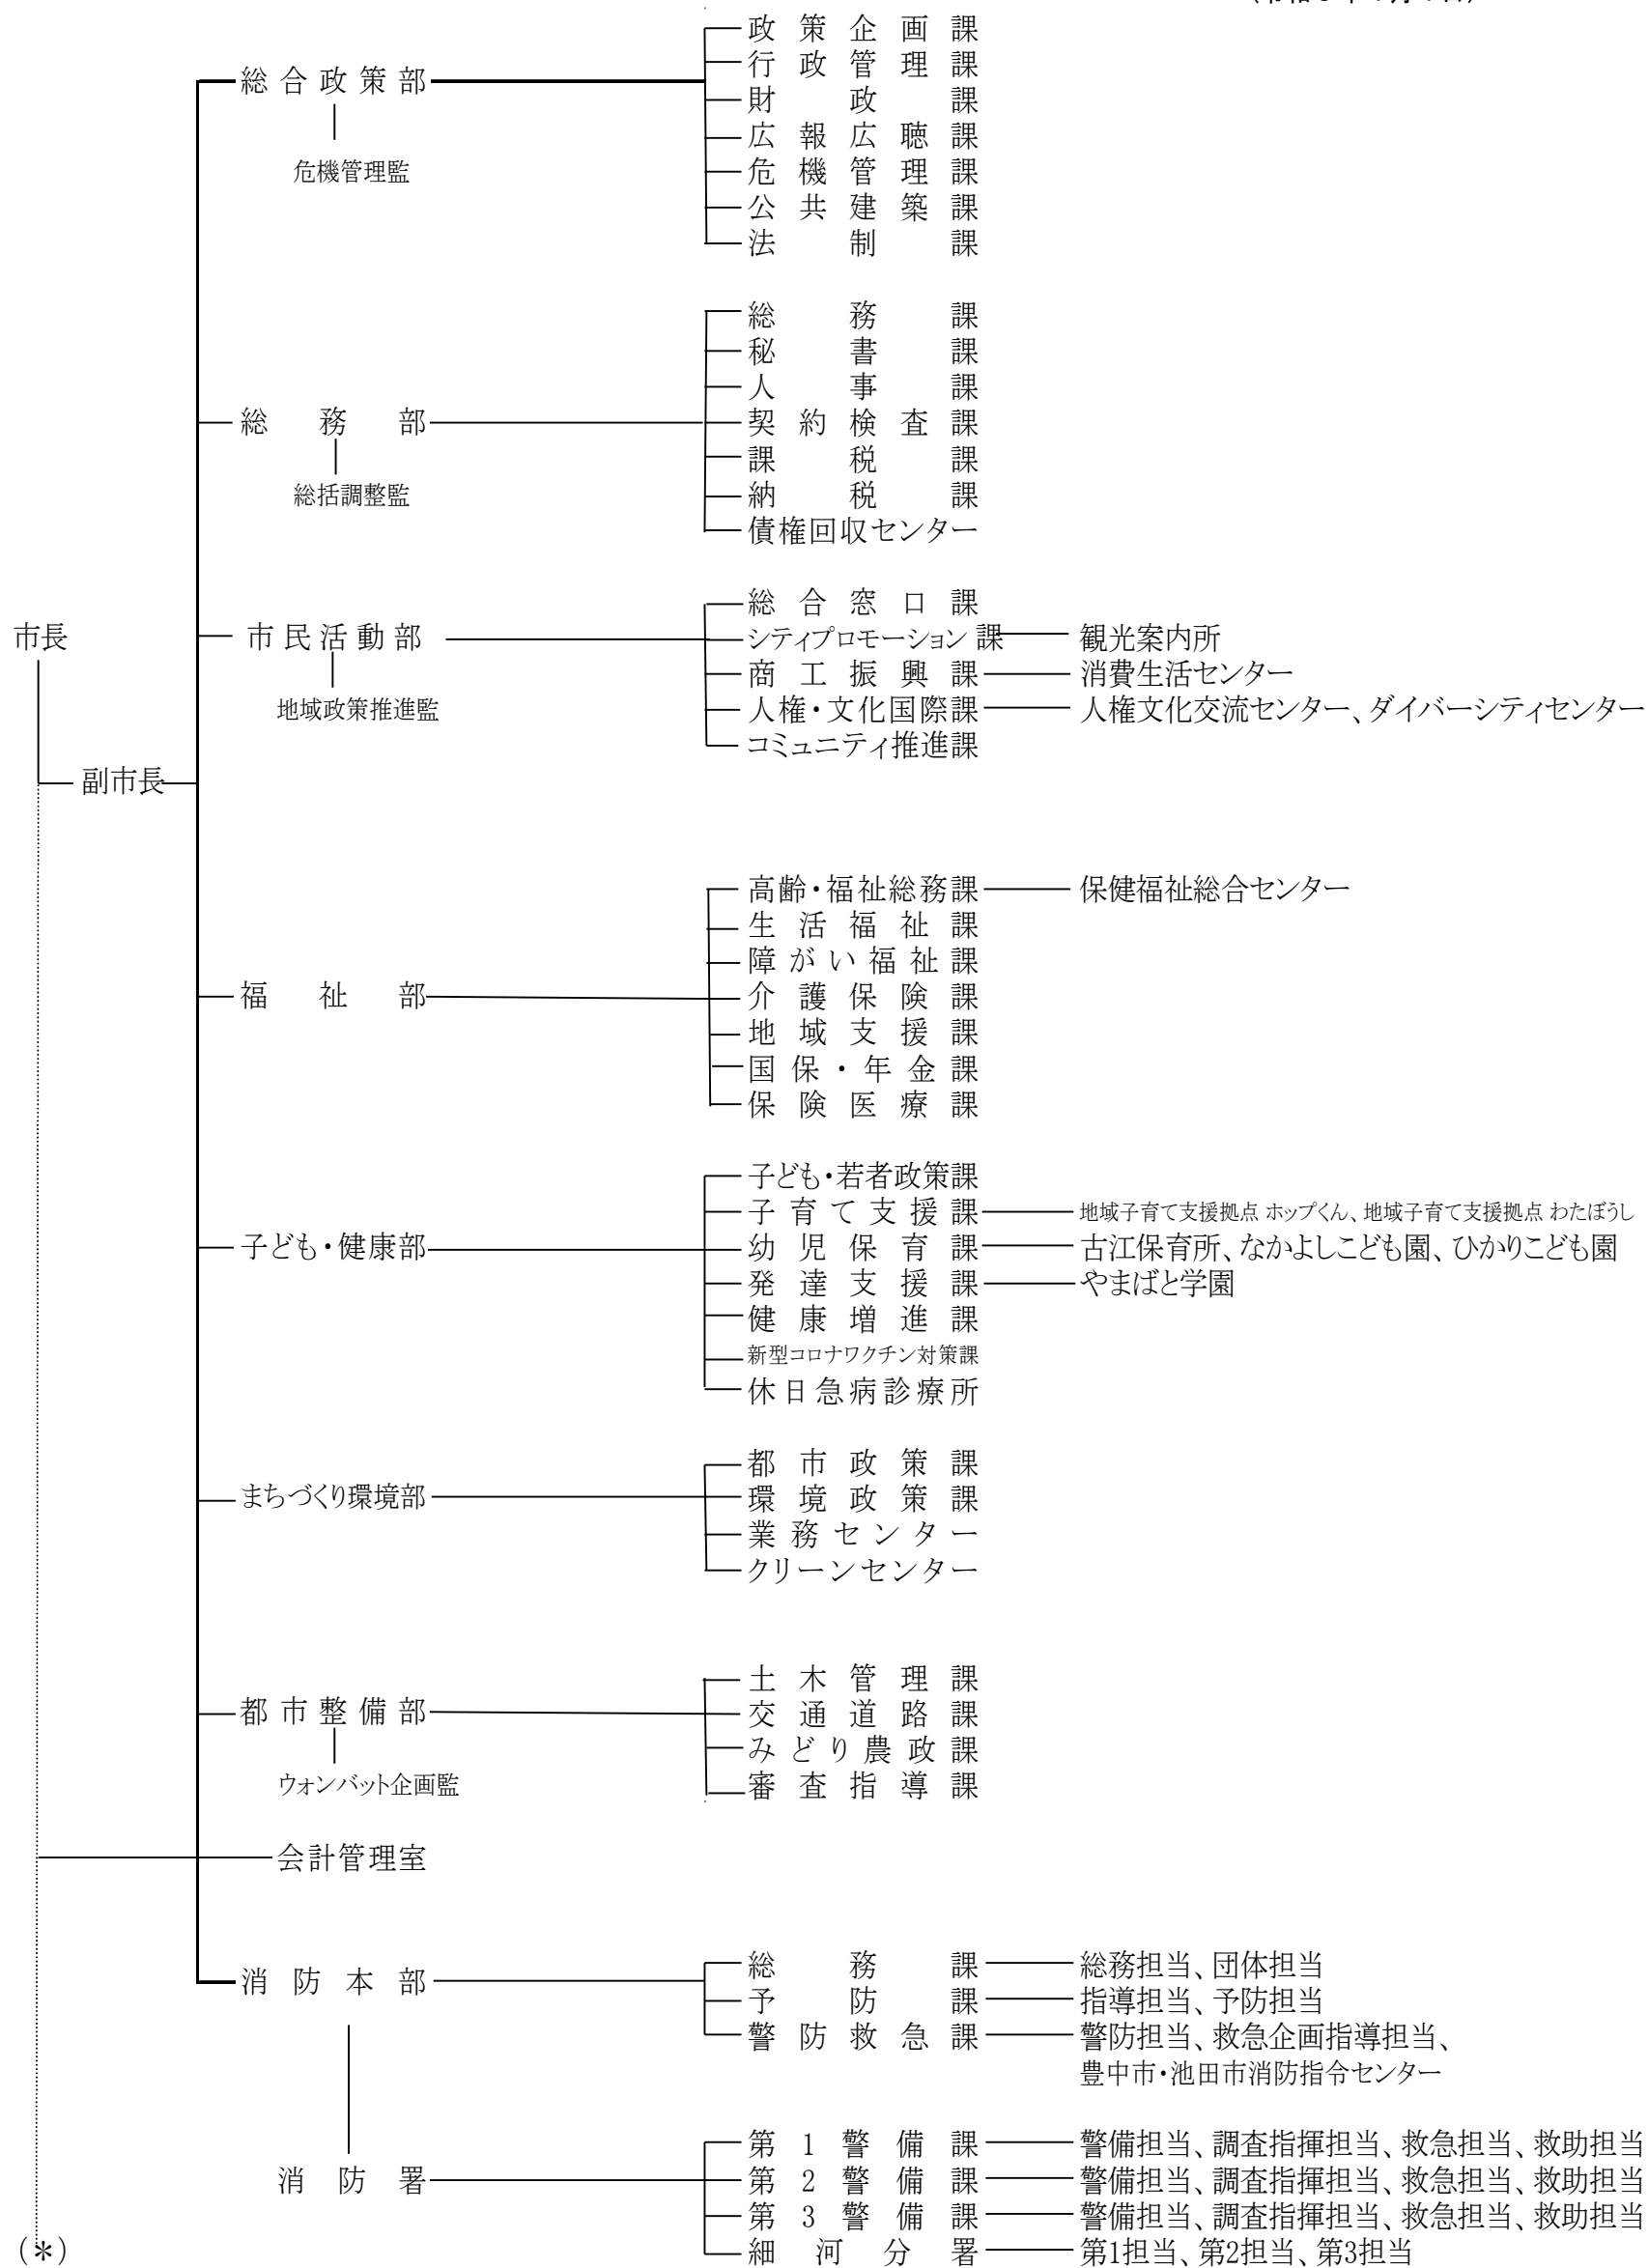 政策企画課
行政管理課
総合政策部
財政課
広報広聴課
危機管理監
危機管理課
公共建築課
法制課
総務課
秘書課
人事課
総務部
契約検査課
課税課
総括調整監
納税課
債権回収センター
総合窓口課
市長
市民活動部
シティプロモーション課 観光案内所
商工振興課 消費生活センター
地域政策推進監
人権・文化国際課 人権文化交流センター、ダイバーシティセンター
コミュニティ推進課
副市長
高齢・福祉総務課 保健福祉総合センター
生活福祉課
障がい福祉課
福祉部
介護保険課
地域支援課
国保・年金課
保険医療課
子ども・若者政策課
子育て支援課 地域子育て支援拠点 ホップくん、地域子育て支援拠点 わたぼうし
子ども・健康部
幼児保育課 古江保育所、なかよしこども園、ひかりこども園
発達支援課 やまばと学園
健康増進課
新型コロナワクチン対策課
休日急病診療所
都市政策課
まちづくり環境部
環境政策課
業務センター
クリーンセンター
土木管理課
都市整備部
交通道路課
みどり農政課
ウォンバット企画監
審査指導課
会計管理室
総務課 総務担当、団体担当
消防本部
予防課 指導担当、予防担当
警防救急課 警防担当、救急企画指導担当、
豊中市・池田市消防指令センター
第1警備課 警備担当、調査指揮担当、救急担当、救助担当
消防署
第2警備課 警備担当、調査指揮担当、救急担当、救助担当
第3警備課 警備担当、調査指揮担当、救急担当、救助担当
(＊)
細河分署 第1担当、第2担当、第3担当